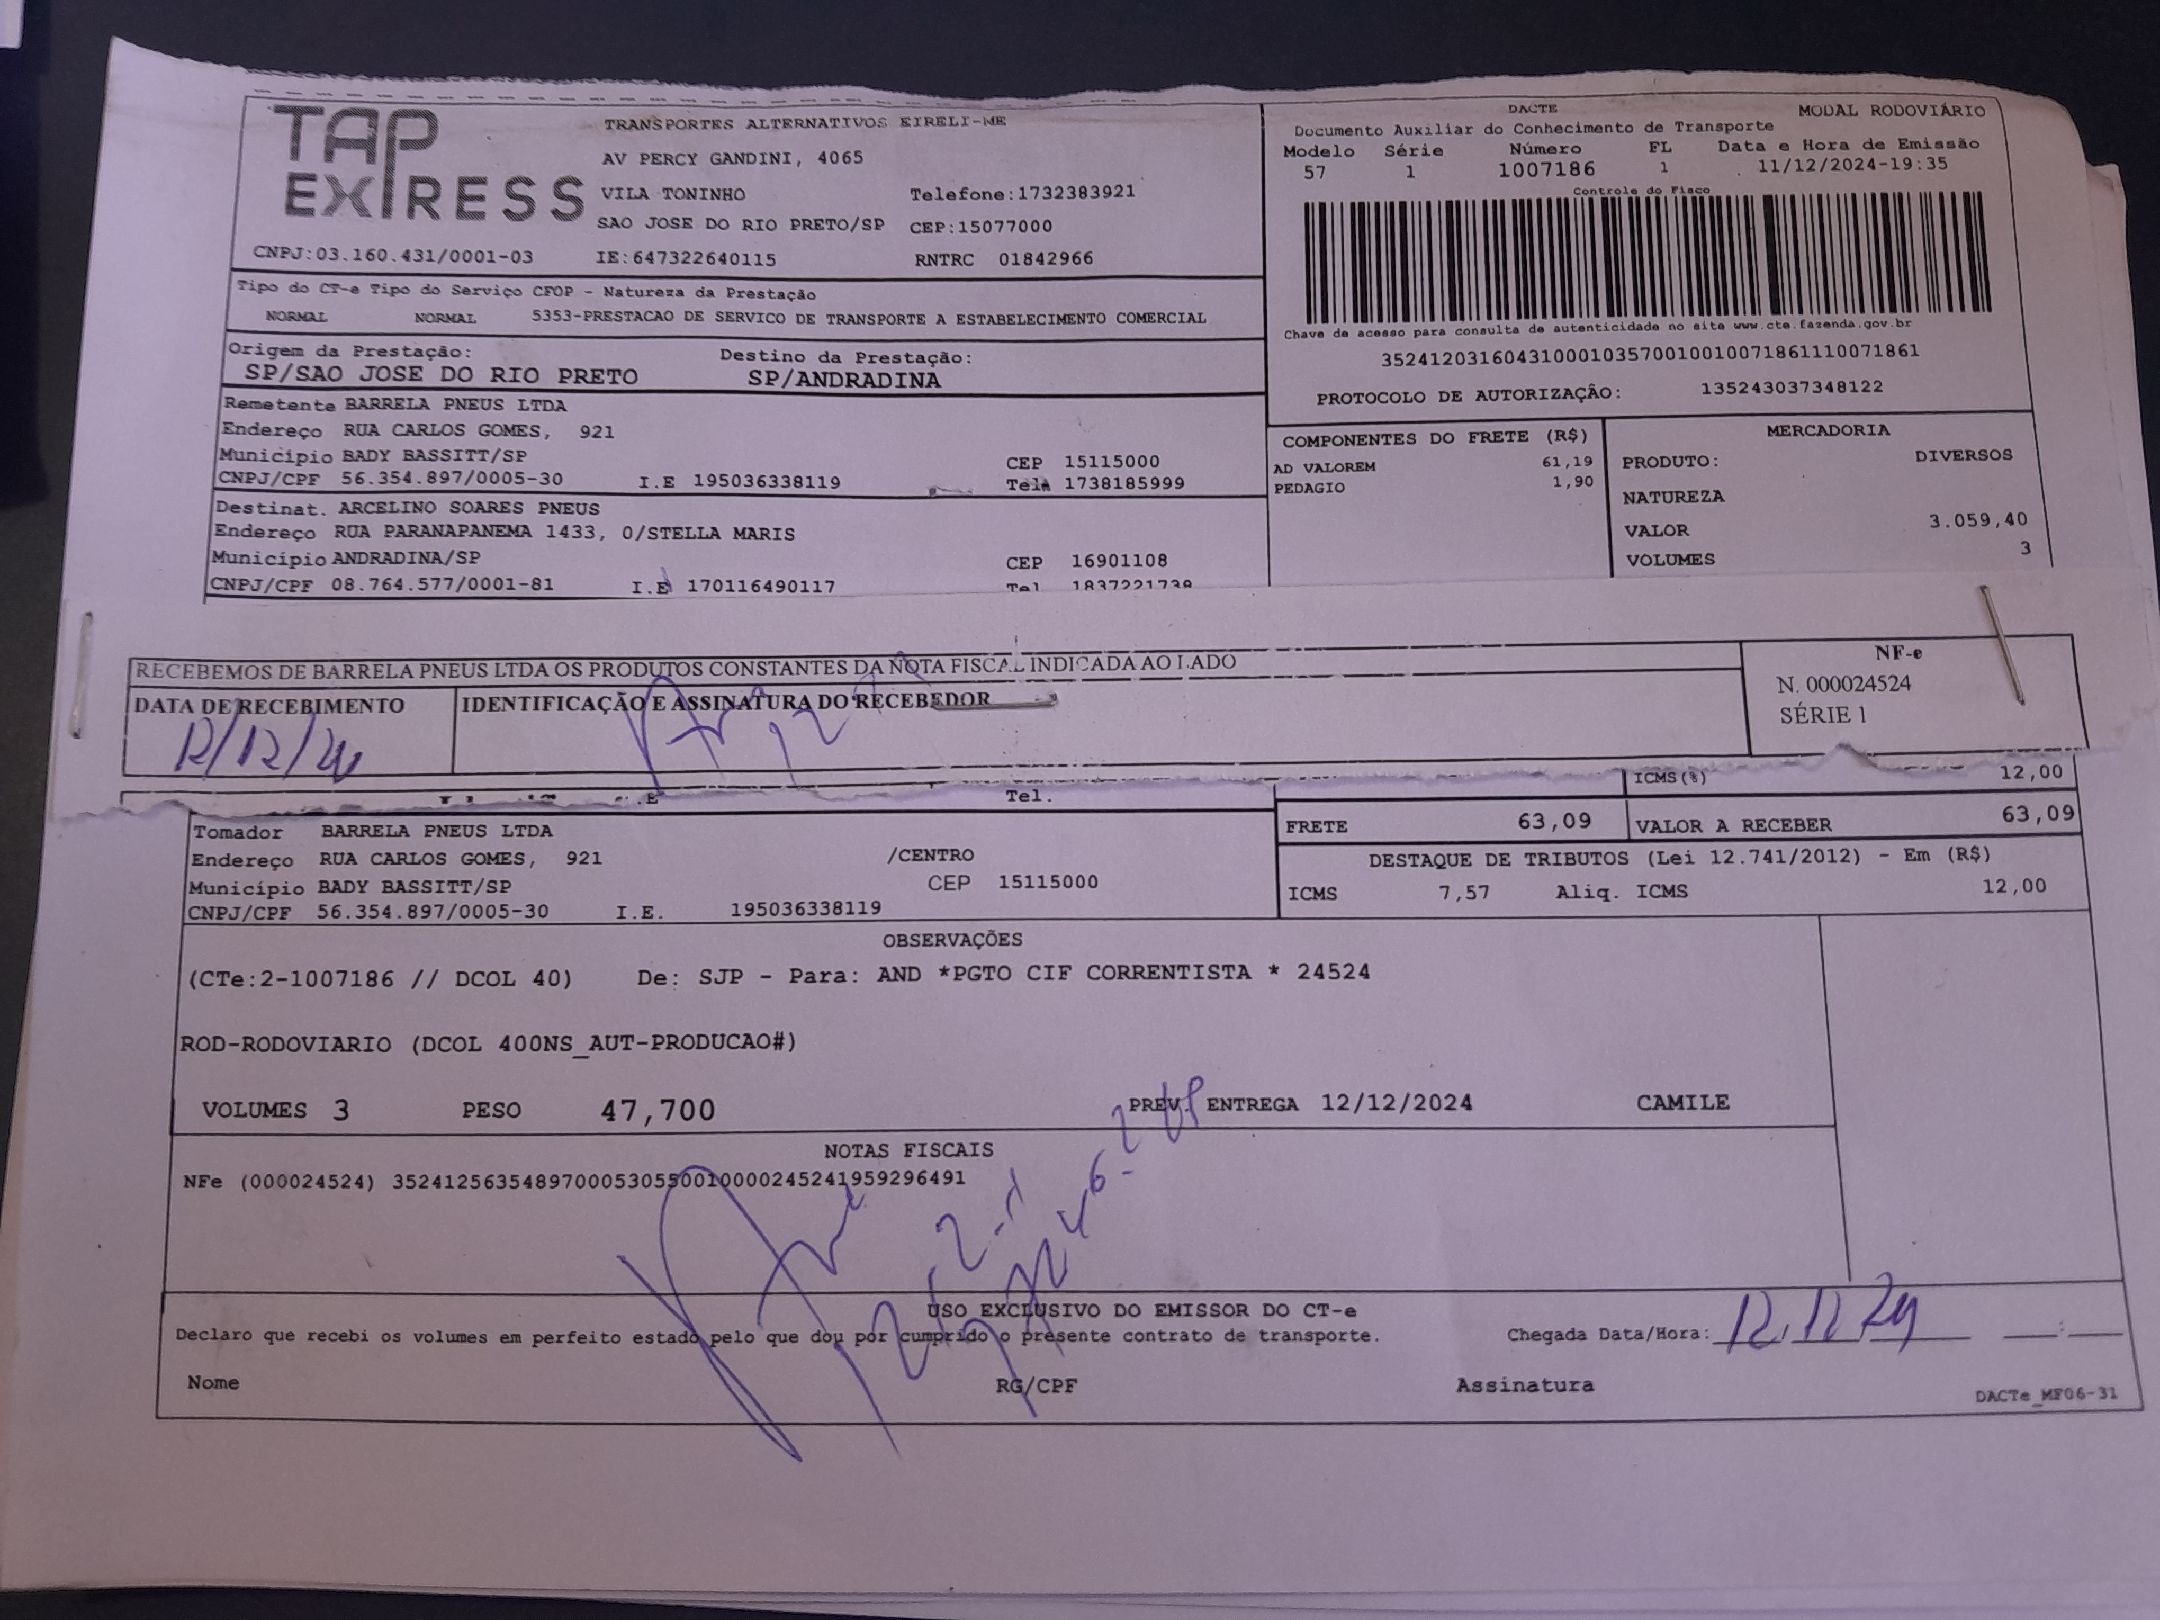 TAP EXPRESS
TRANSPORTES ALTERNATIVOS EIRELI-ME
AV PERCY GANDINI, 4065
VILA TONINHO Telefone:1732383921
SAO JOSE DO RIO PRETO/SP CEP:15077000
CNPJ:03.160.431/0001-03 IE:647322640115 RNTRC 01842966
DACTE MODAL RODOVIÁRIO
Documento Auxiliar do Conhecimento de Transporte
Modelo Série Número FL Data e Hora de Emissão
57 1 1007186 1 11/12/2024-19:35
Controle do Fisco
Chave de acesso para consulta de autenticidade no site www.cte.fazenda.gov.br
35241203160431000103570010010071861110071861
PROTOCOLO DE AUTORIZAÇÃO: 135243037348122
Tipo do CT-e Tipo do Serviço CFOP - Natureza da Prestação
NORMAL NORMAL 5353-PRESTACAO DE SERVICO DE TRANSPORTE A ESTABELECIMENTO COMERCIAL
Origem da Prestação: Destino da Prestação:
SP/SAO JOSE DO RIO PRETO SP/ANDRADINA
Remetente BARRELA PNEUS LTDA
Endereço RUA CARLOS GOMES, 921
Município BADY BASSITT/SP CEP 15115000
CNPJ/CPF 56.354.897/0005-30 I.E 195036338119 Tel. 1738185999
Destinat. ARCELINO SOARES PNEUS
Endereço RUA PARANAPANEMA 1433, 0/STELLA MARIS
Município ANDRADINA/SP CEP 16901108
CNPJ/CPF 08.764.577/0001-81 I.E 170116490117 Tel 1837221738
COMPONENTES DO FRETE (R$)
AD VALOREM 61,19
PEDAGIO 1,90
MERCADORIA
PRODUTO: DIVERSOS
NATUREZA
VALOR 3.059,40
VOLUMES 3
RECEBEMOS DE BARRELA PNEUS LTDA OS PRODUTOS CONSTANTES DA NOTA FISCAL INDICADA AO LADO
DATA DE RECEBIMENTO IDENTIFICAÇÃO E ASSINATURA DO RECEBEDOR
12/12/24
NF-e
N. 000024524
SÉRIE 1
Tel.
ICMS(%) 12,00
Tomador BARRELA PNEUS LTDA
Endereço RUA CARLOS GOMES, 921 /CENTRO
Município BADY BASSITT/SP CEP 15115000
CNPJ/CPF 56.354.897/0005-30 I.E. 195036338119
FRETE 63,09 VALOR A RECEBER 63,09
DESTAQUE DE TRIBUTOS (Lei 12.741/2012) - Em (R$)
ICMS 7,57 Aliq. ICMS 12,00
OBSERVAÇÕES
(CTe:2-1007186 // DCOL 40) De: SJP - Para: AND *PGTO CIF CORRENTISTA * 24524
ROD-RODOVIARIO (DCOL 400NS_AUT-PRODUCAO#)
VOLUMES 3 PESO 47,700 PREV. ENTREGA 12/12/2024 CAMILE
NOTAS FISCAIS
NFe (000024524) 35241256354897000530550010000245241959296491
USO EXCLUSIVO DO EMISSOR DO CT-e
Declaro que recebi os volumes em perfeito estado pelo que dou por cumprido o presente contrato de transporte. Chegada Data/Hora: 12/12/24
Nome RG/CPF Assinatura
DACTe_MF06-31